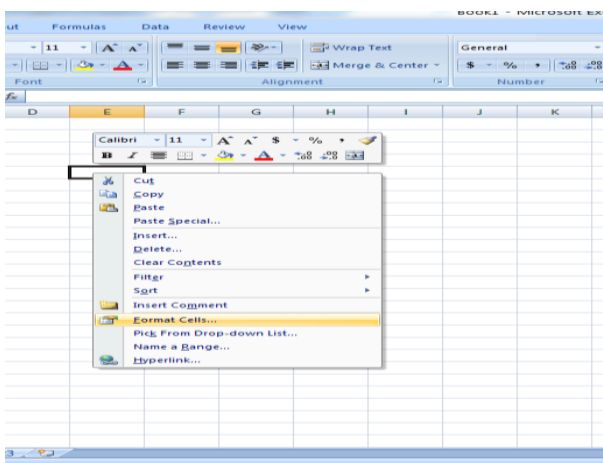 Book1 - Microsoft Ex
ut Formulas Data Review View
11 A A Wrap Text General
A Merge & Center $ % , .00
Font Alignment Number
fx
D E F G H I J K
Calibri 11 A A $ % ,
B I A .00
Cut
Copy
Paste
Paste Special...
Insert...
Delete...
Clear Contents
Filter
Sort
Insert Comment
Format Cells...
Pick From Drop-down List...
Name a Range...
Hyperlink...
3